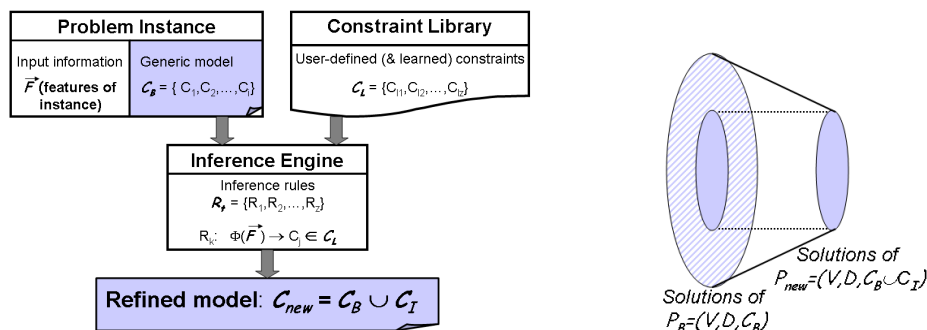 Problem Instance
Input information
F (features of
instance)
Generic model
C_B = { C_1,C_2,...,C_i}
Constraint Library
User-defined (& learned) constraints
C_L = {C_l1,C_l2,...,C_lz}
Inference Engine
Inference rules
R_t = {R_1,R_2,...,R_z}
R_k: Φ(F) → C_j ∈ C_L
Refined model: C_new = C_B ∪ C_I
Solutions of
P_new=(V,D,C_B∪C_I)
Solutions of
P_B=(V,D,C_B)